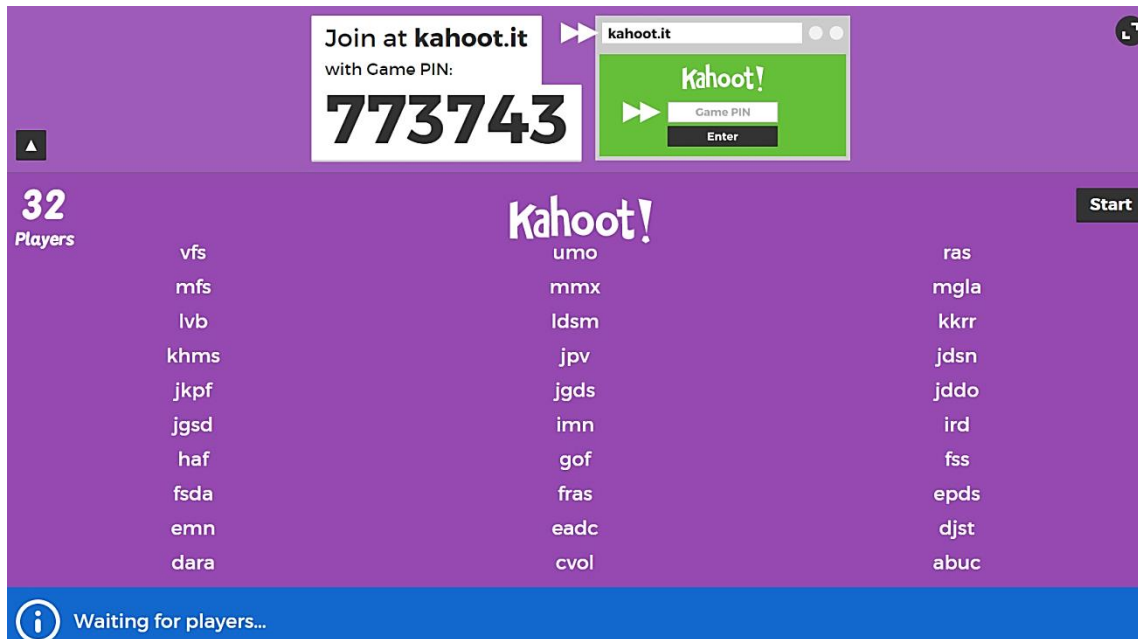 Join at kahoot.it
with Game PIN:
773743
kahoot.it
Kahoot!
Game PIN
Enter
32
Players
Kahoot!
Start
vfs umo ras
mfs mmx mgla
lvb ldsm kkrr
khms jpv jdsn
jkpf jgds jddo
jgsd imn ird
haf gof fss
fsda fras epds
emn eadc djst
dara cvol abuc
Waiting for players...